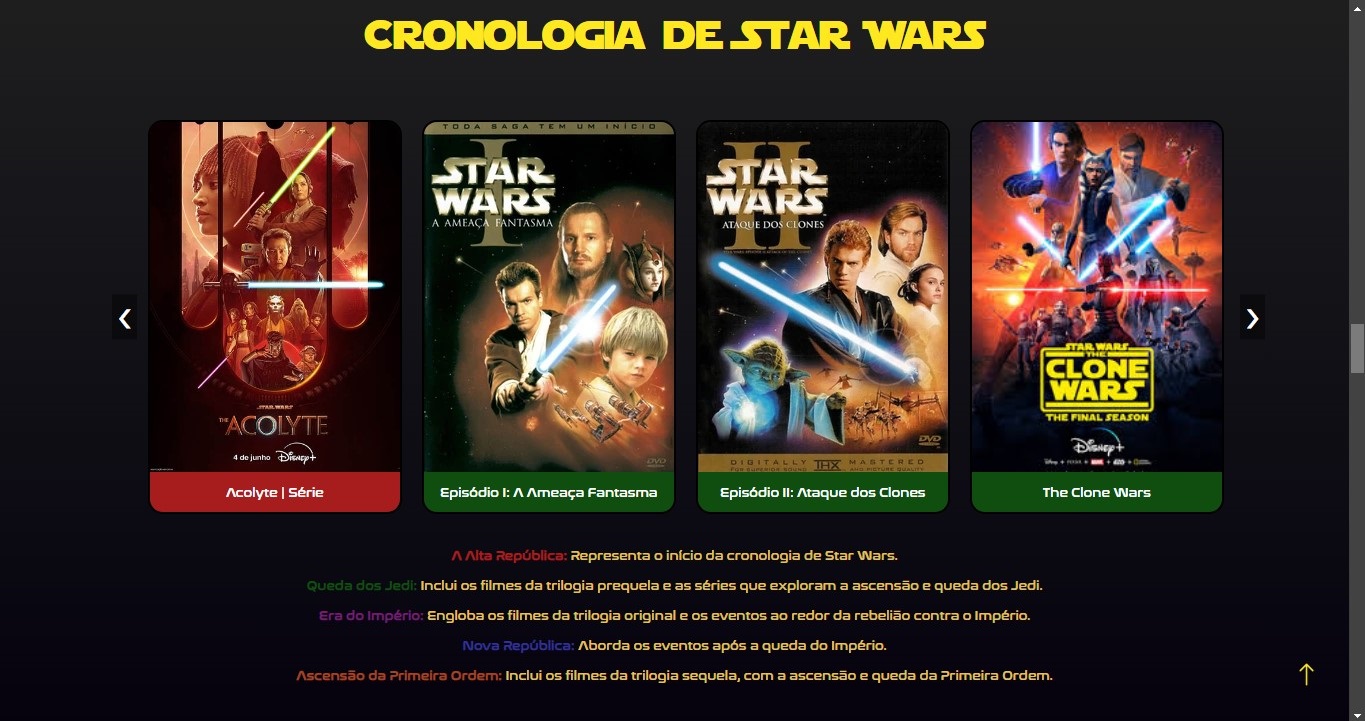 CRONOLOGIA DE STAR WARS
STAR WARS
THE ACOLYTE
4 de junho Disney+
Acolyte | Série
TODA SAGA TEM UM INÍCIO
I
STAR
WARS
A AMEAÇA FANTASMA
DVD
Episódio I: A Ameaça Fantasma
II
STAR
WARS
ATAQUE DOS CLONES
DVD
DIGITALLY THX MASTERED
FOR SUPERIOR SOUND AND PICTURE QUALITY
Episódio II: Ataque dos Clones
STAR WARS
THE
CLONE
WARS
THE FINAL SEASON
Disney+
The Clone Wars
❮
❯
A Alta República: Representa o início da cronologia de Star Wars.
Queda dos Jedi: Inclui os filmes da trilogia prequela e as séries que exploram a ascensão e queda dos Jedi.
Era do Império: Engloba os filmes da trilogia original e os eventos ao redor da rebelião contra o Império.
Nova República: Aborda os eventos após a queda do Império.
Ascensão da Primeira Ordem: Inclui os filmes da trilogia sequela, com a ascensão e queda da Primeira Ordem.
↑